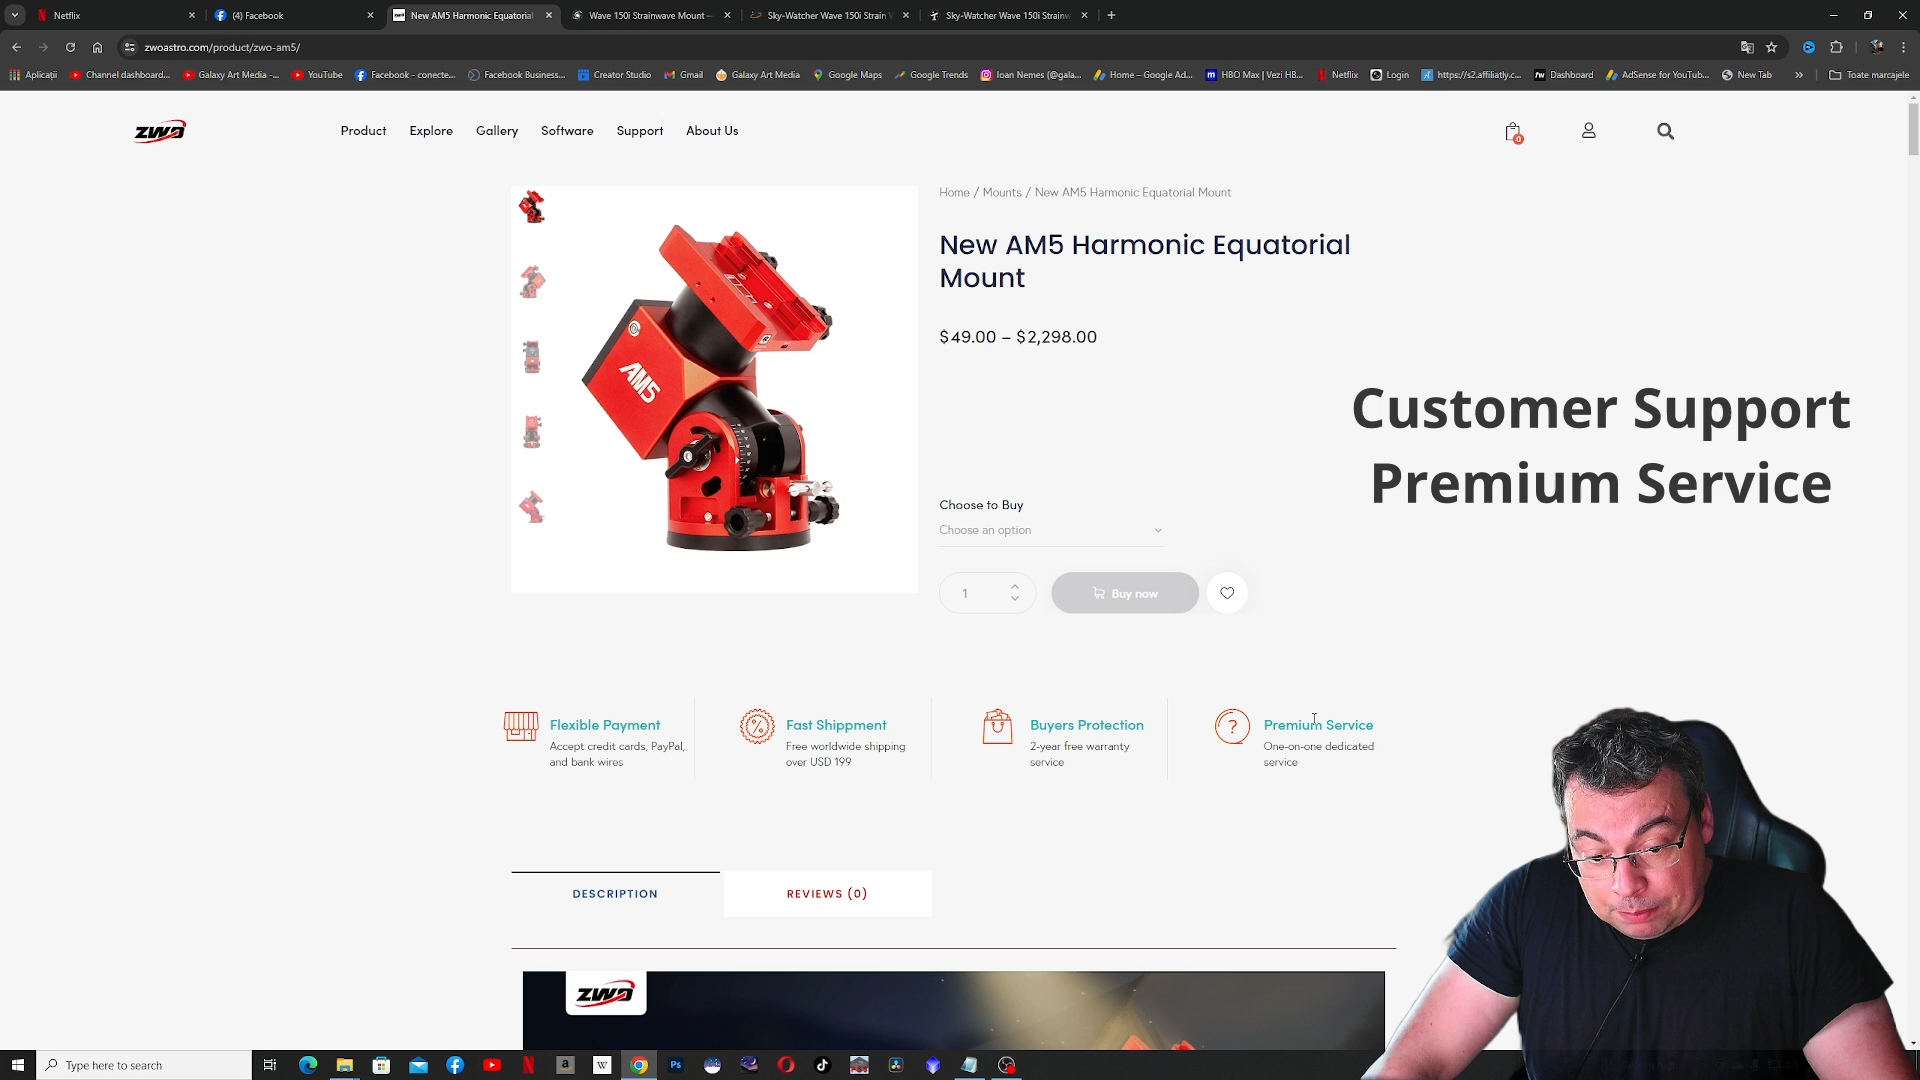 Netflix
(4) Facebook
New AM5 Harmonic Equatorial
Wave 150i Strainwave Mount –
Sky-Watcher Wave 150i Strain
Sky-Watcher Wave 150i Strainw
zwoastro.com/product/zwo-am5/
Aplicații
Channel dashboard...
Galaxy Art Media -...
YouTube
Facebook - conecte...
Facebook Business...
Creator Studio
Gmail
Galaxy Art Media
Google Maps
Google Trends
Ioan Nemes (@gala...
Home – Google Ad...
HBO Max | Vezi HB...
Netflix
Login
https://s2.affiliatly.c...
Dashboard
AdSense for YouTub...
New Tab
»
Toate marcajele
ZWO
Product
Explore
Gallery
Software
Support
About Us
0
Home / Mounts / New AM5 Harmonic Equatorial Mount
New AM5 Harmonic Equatorial
Mount
$49.00 – $2,298.00
AM5
Customer Support
Premium Service
Choose to Buy
Choose an option
1
Buy now
Flexible Payment
Accept credit cards, PayPal,
and bank wires
Fast Shippment
Free worldwide shipping
over USD 199
Buyers Protection
2-year free warranty
service
Premium Service
One-on-one dedicated
service
DESCRIPTION
REVIEWS (0)
ZWO
Type here to search